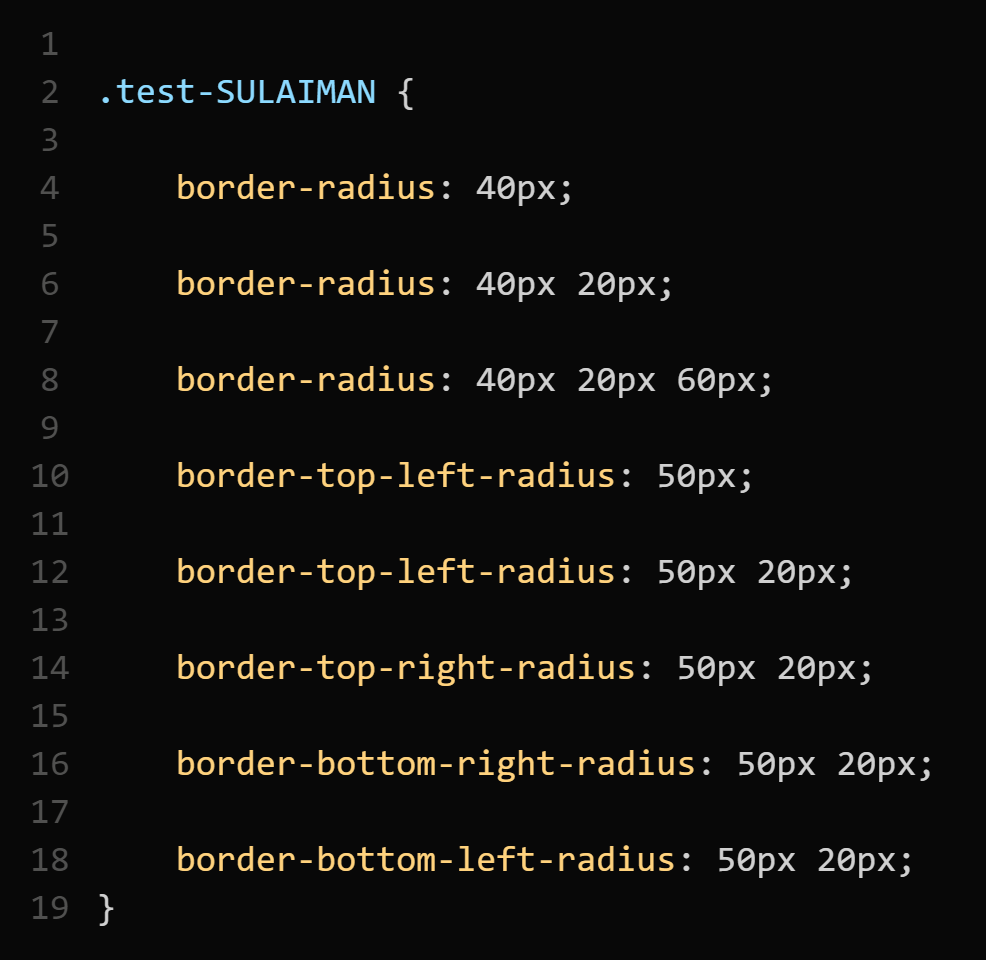 1
2 .test-SULAIMAN {
3
4 border-radius: 40px;
5
6 border-radius: 40px 20px;
7
8 border-radius: 40px 20px 60px;
9
10 border-top-left-radius: 50px;
11
12 border-top-left-radius: 50px 20px;
13
14 border-top-right-radius: 50px 20px;
15
16 border-bottom-right-radius: 50px 20px;
17
18 border-bottom-left-radius: 50px 20px;
19 }